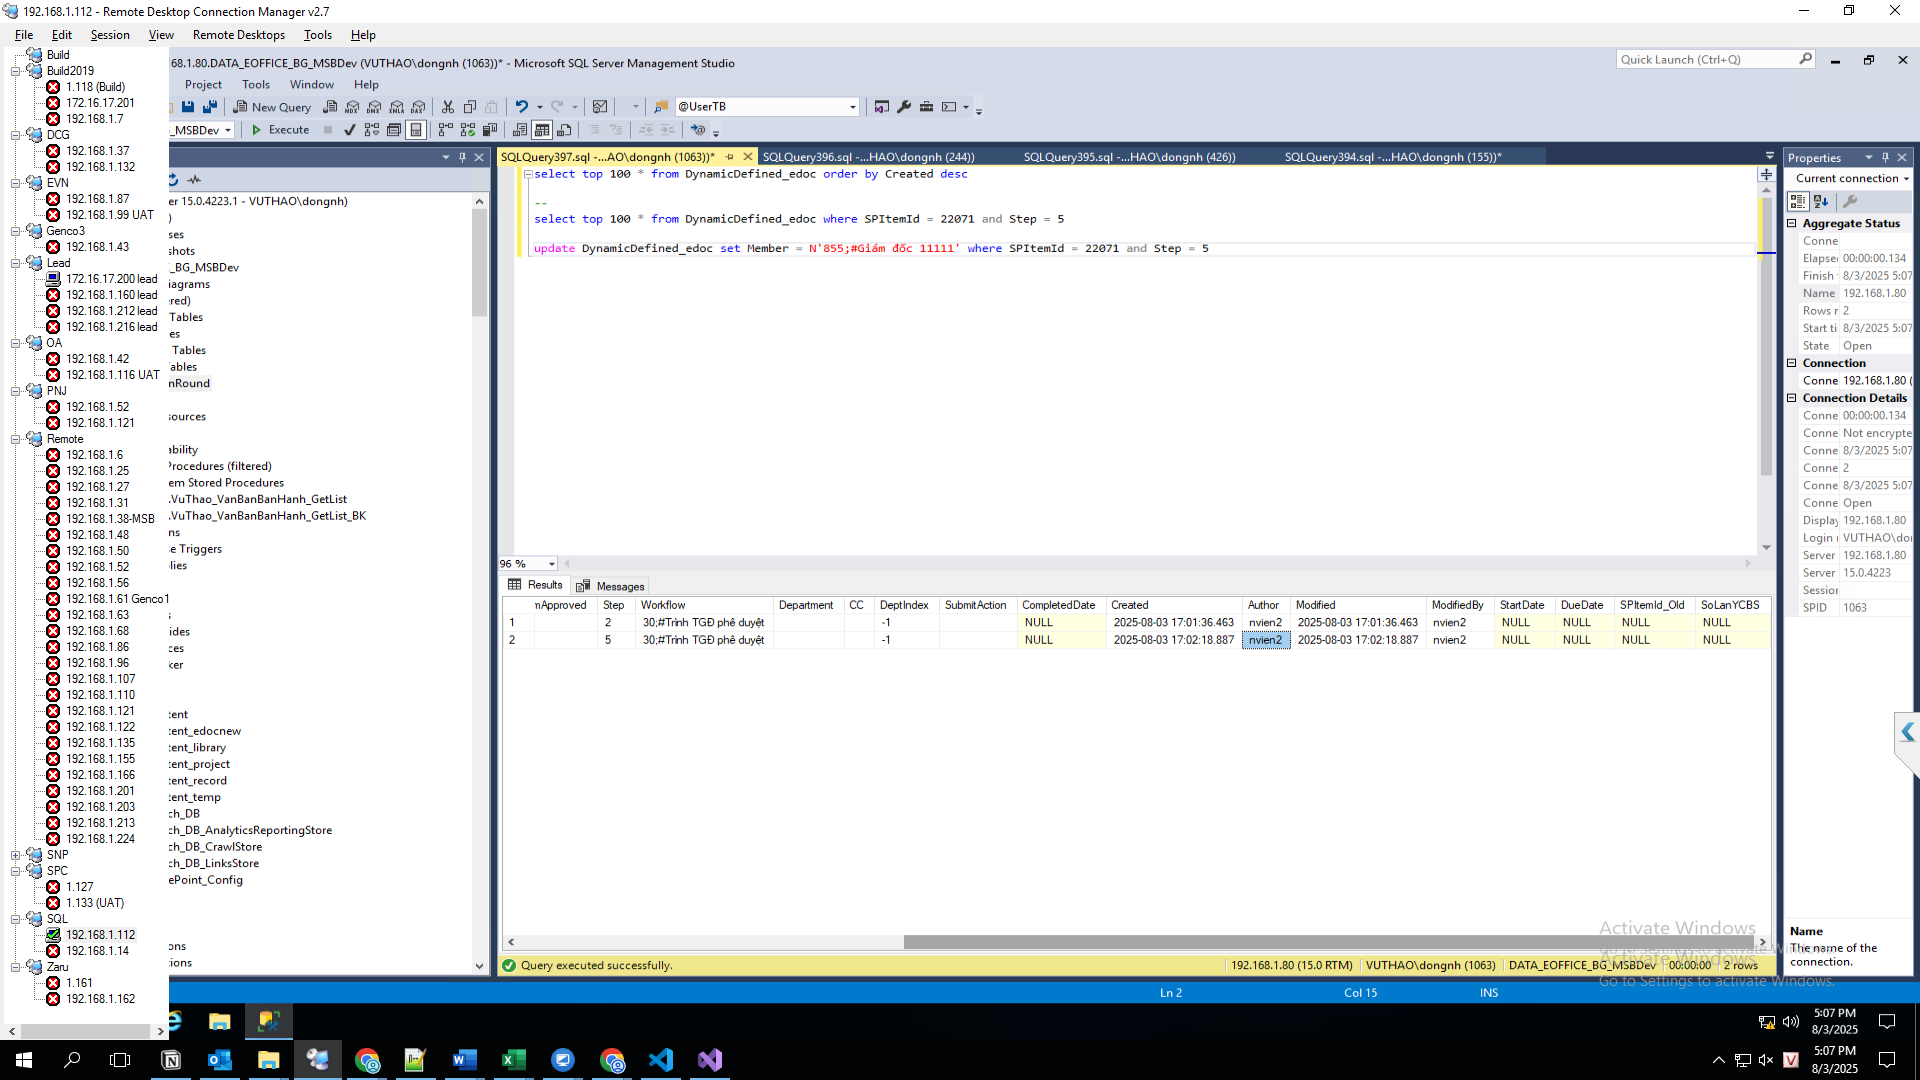 192.168.1.112 - Remote Desktop Connection Manager v2.7
File Edit Session View Remote Desktops Tools Help
Build
Build2019
1.118 (Build)
172.16.17.201
192.168.1.7
DCG
192.168.1.37
192.168.1.132
EVN
192.168.1.87
192.168.1.99 UAT
Genco3
192.168.1.43
Lead
172.16.17.200 lead
192.168.1.160 lead
192.168.1.212 lead
192.168.1.216 lead
OA
192.168.1.42
192.168.1.116 UAT
PNJ
192.168.1.52
192.168.1.121
Remote
192.168.1.6
192.168.1.25
192.168.1.27
192.168.1.31
192.168.1.38-MSB
192.168.1.48
192.168.1.50
192.168.1.52
192.168.1.56
192.168.1.61 Genco1
192.168.1.63
192.168.1.68
192.168.1.86
192.168.1.96
192.168.1.107
192.168.1.110
192.168.1.121
192.168.1.122
192.168.1.135
192.168.1.155
192.168.1.166
192.168.1.201
192.168.1.203
192.168.1.213
192.168.1.224
SNP
SPC
1.127
1.133 (UAT)
SQL
192.168.1.112
192.168.1.14
Zaru
1.161
192.168.1.162
68.1.80.DATA_EOFFICE_BG_MSBDev (VUTHAO\dongnh (1063))* - Microsoft SQL Server Management Studio
Quick Launch (Ctrl+Q)
Project Tools Window Help
New Query @UserTB
_MSBDev Execute
er 15.0.4223.1 - VUTHAO\dongnh)
)
ses
shots
_BG_MSBDev
iagrams
ered)
Tables
es
Tables
ables
nRound
ources
ability
Procedures (filtered)
em Stored Procedures
.VuThao_VanBanBanHanh_GetList
.VuThao_VanBanBanHanh_GetList_BK
ns
se Triggers
lies
s
ides
ces
ker
tent
tent_edocnew
tent_library
tent_project
tent_record
tent_temp
ch_DB
ch_DB_AnalyticsReportingStore
ch_DB_CrawlStore
ch_DB_LinksStore
ePoint_Config
ons
tions
SQLQuery397.sql -...AO\dongnh (1063))* SQLQuery396.sql -...HAO\dongnh (244)) SQLQuery395.sql -...HAO\dongnh (426)) SQLQuery394.sql -...HAO\dongnh (155))*
select top 100 * from DynamicDefined_edoc order by Created desc
--
select top 100 * from DynamicDefined_edoc where SPItemId = 22071 and Step = 5
update DynamicDefined_edoc set Member = N'855;#Giám đốc 11111' where SPItemId = 22071 and Step = 5
96 %
Results Messages
nApproved Step Workflow Department CC DeptIndex SubmitAction CompletedDate Created Author Modified ModifiedBy StartDate DueDate SPItemId_Old SoLanYCBS
1 2 30;#Trình TGĐ phê duyệt -1 NULL 2025-08-03 17:01:36.463 nvien2 2025-08-03 17:01:36.463 nvien2 NULL NULL NULL NULL
2 5 30;#Trình TGĐ phê duyệt -1 NULL 2025-08-03 17:02:18.887 nvien2 2025-08-03 17:02:18.887 nvien2 NULL NULL NULL NULL
Query executed successfully. 192.168.1.80 (15.0 RTM) VUTHAO\dongnh (1063) DATA_EOFFICE_BG_MSBDev 00:00:00 2 rows
Ln 2 Col 15 INS
Properties
Current connection
Aggregate Status
Conne
Elapse 00:00:00.134
Finish 8/3/2025 5:07
Name 192.168.1.80
Rows r 2
Start ti 8/3/2025 5:07
State Open
Connection
Conne 192.168.1.80 (
Connection Details
Conne 00:00:00.134
Conne Not encrypte
Conne 8/3/2025 5:07
Conne 2
Conne 8/3/2025 5:07
Conne Open
Display 192.168.1.80
Login r VUTHAO\do
Server 192.168.1.80
Server 15.0.4223
Session
SPID 1063
Name
The name of the
connection.
Activate Windows
Go to Settings to activate Windows.
Activate Windows
Go to Settings to activate Windows.
5:07 PM
8/3/2025
5:07 PM
8/3/2025